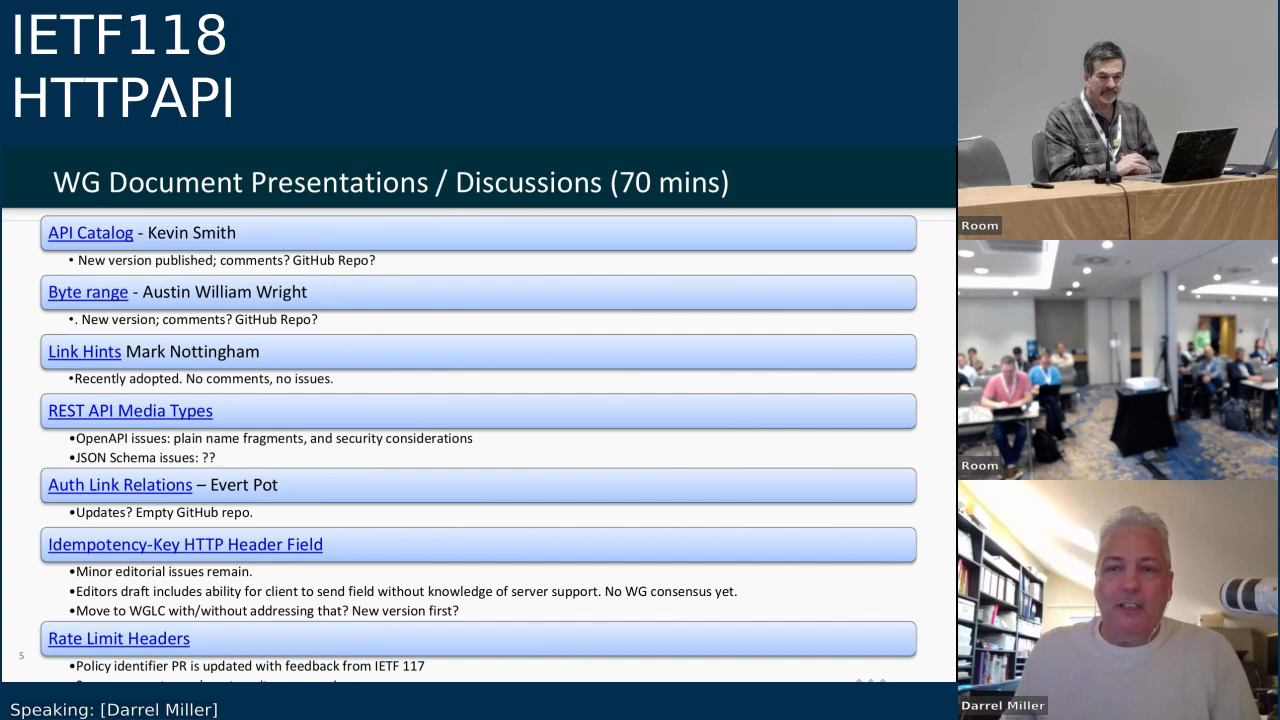 IETF118
HTTPAPI
WG Document Presentations / Discussions (70 mins)
API Catalog - Kevin Smith
• New version published; comments? GitHub Repo?
Byte range - Austin William Wright
•. New version; comments? GitHub Repo?
Link Hints Mark Nottingham
•Recently adopted. No comments, no issues.
REST API Media Types
•OpenAPI issues: plain name fragments, and security considerations
•JSON Schema issues: ??
Auth Link Relations – Evert Pot
•Updates? Empty GitHub repo.
Idempotency-Key HTTP Header Field
•Minor editorial issues remain.
•Editors draft includes ability for client to send field without knowledge of server support. No WG consensus yet.
•Move to WGLC with/without addressing that? New version first?
Rate Limit Headers
5
•Policy identifier PR is updated with feedback from IETF 117
Speaking: [Darrel Miller]
Room
Room
Darrel Miller